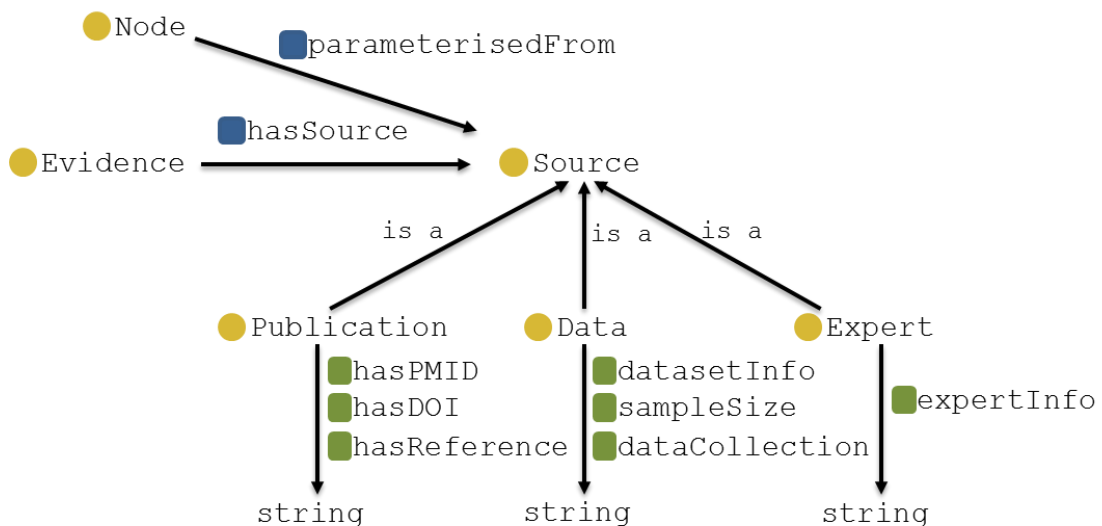 Node
parameterisedFrom
hasSource
Evidence
Source
is a
is a
is a
Publication
Data
Expert
hasPMID
hasDOI
hasReference
datasetInfo
sampleSize
dataCollection
expertInfo
string
string
string